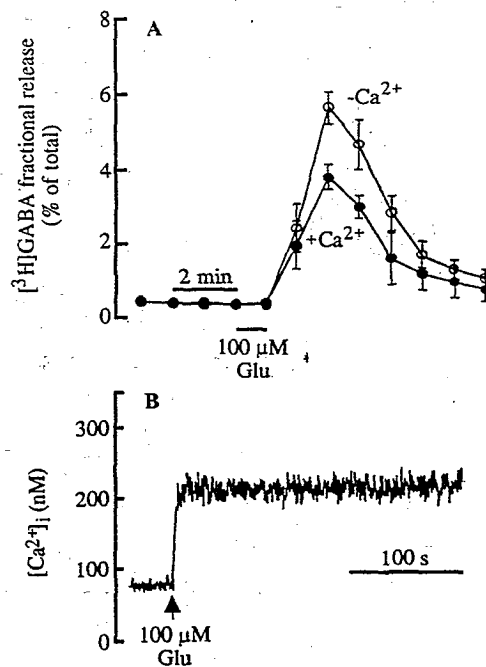 A
[³H]GABA fractional release
(% of total)
8
6
4
2
0
-Ca²⁺
+Ca²⁺
2 min
100 µM
Glu
B
[Ca²⁺]i (nM)
300
200
100
0
100 s
100 µM
Glu